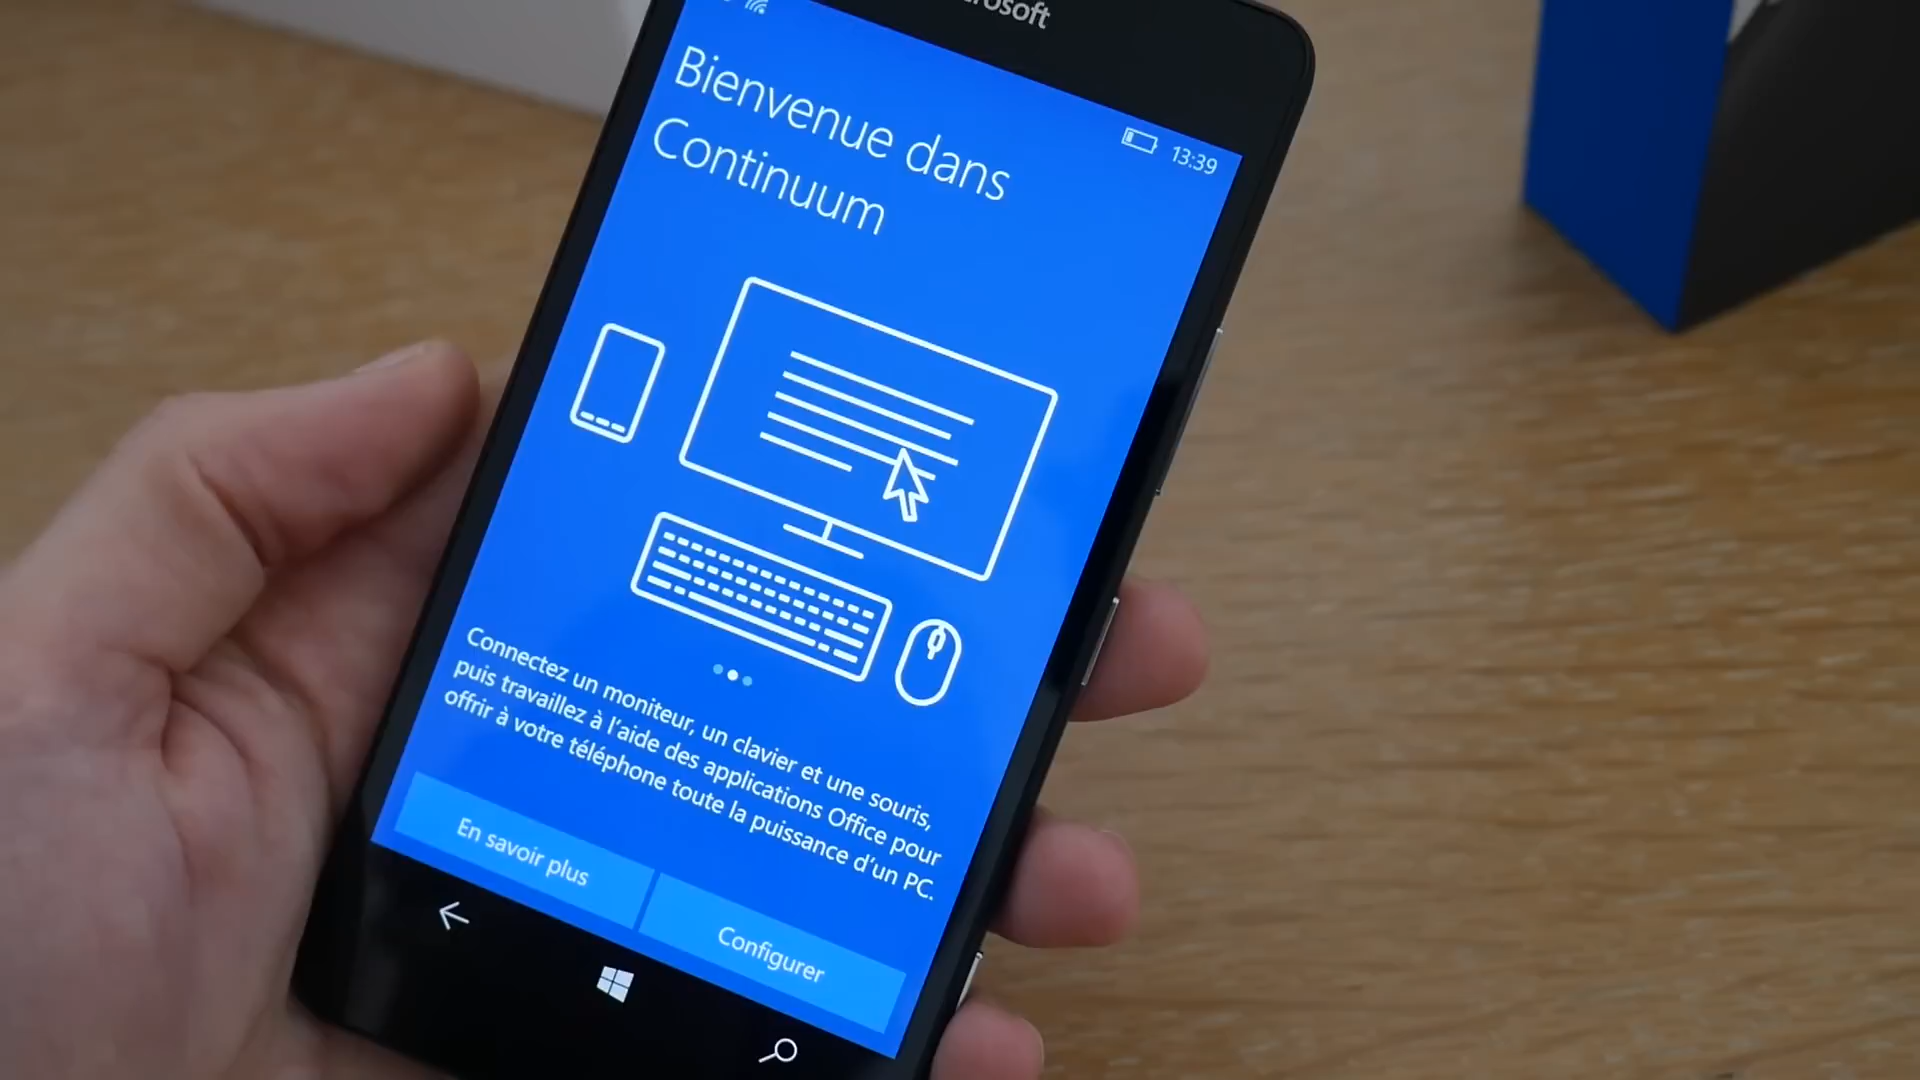 13:39
Bienvenue dans
Continuum
Connectez un moniteur, un clavier et une souris,
puis travaillez à l'aide des applications Office pour
offrir à votre téléphone toute la puissance d'un PC.
En savoir plus
Configurer